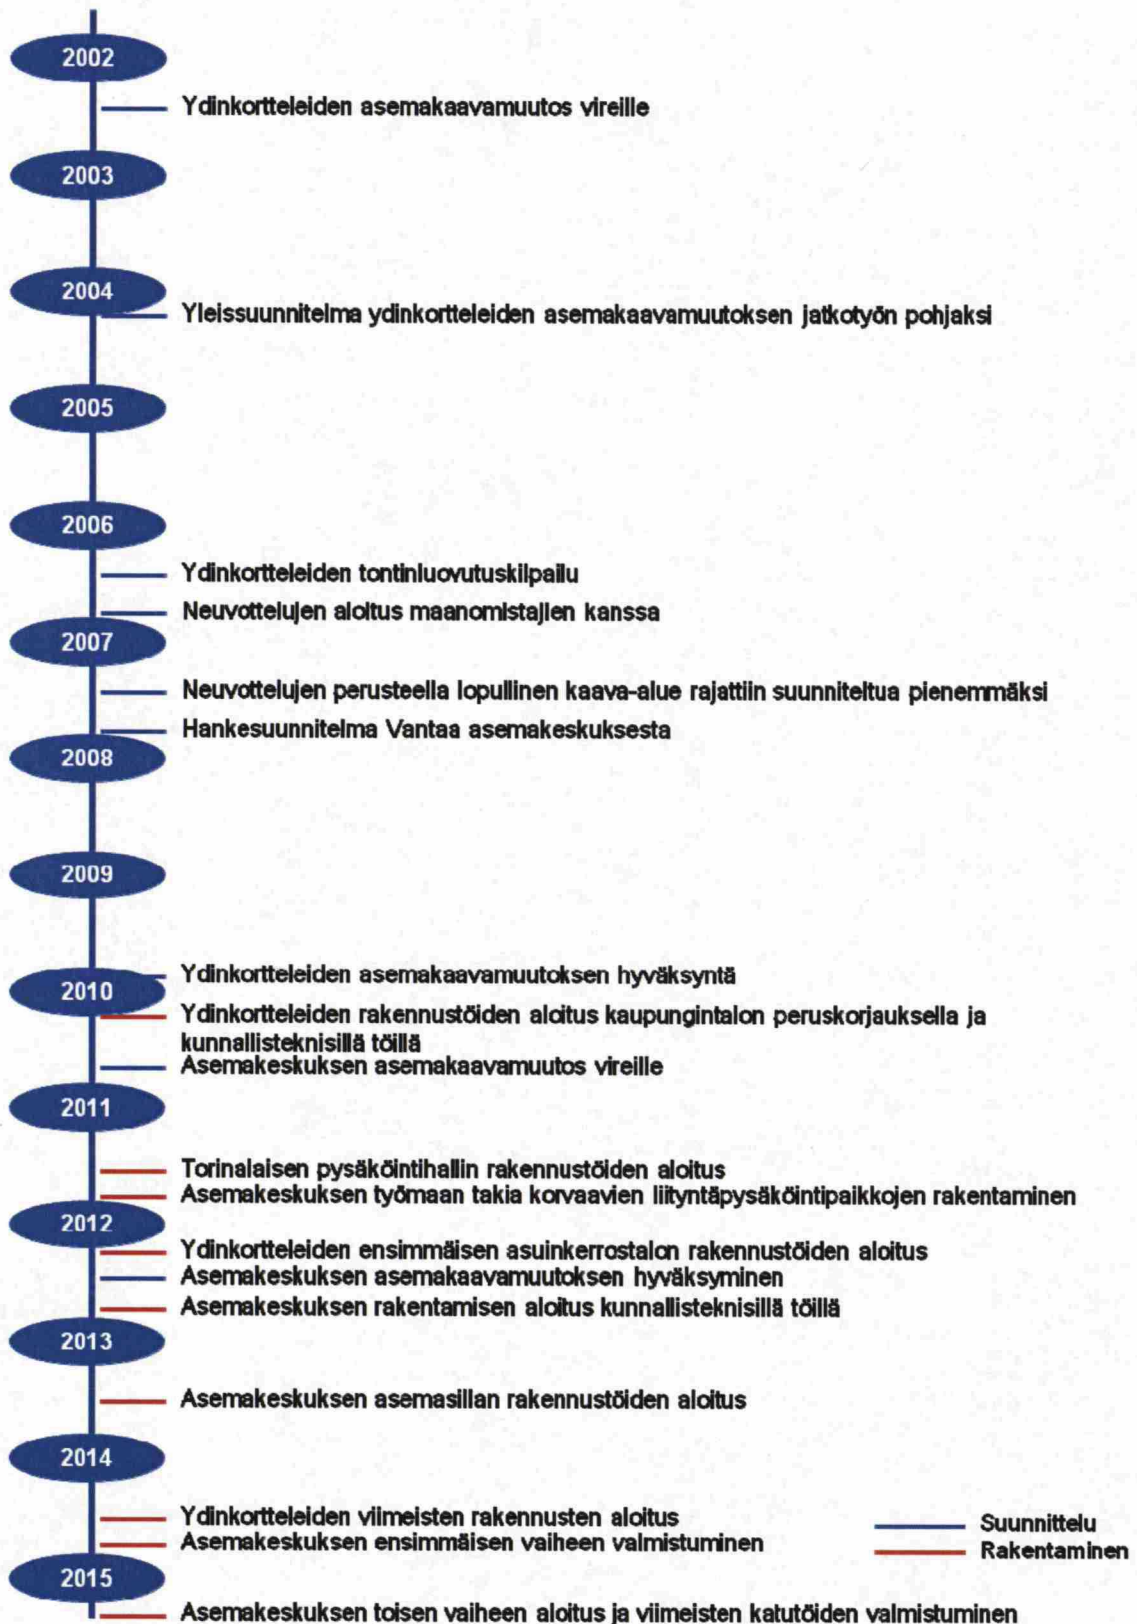 2002
Ydinkortteleiden asemakaavamuutos vireille
2003
2004
Yleissuunnitelma ydinkortteleiden asemakaavamuutoksen jatkotyön pohjaksi
2005
2006
Ydinkortteleiden tontinluovutuskilpailu
Neuvottelujen aloitus maanomistajien kanssa
2007
Neuvottelujen perusteella lopullinen kaava-alue rajattiin suunniteltua pienemmäksi
Hankesuunnitelma Vantaa asemakeskuksesta
2008
2009
Ydinkortteleiden asemakaavamuutoksen hyväksyntä
2010
Ydinkortteleiden rakennustöiden aloitus kaupungintalon peruskorjauksella ja
kunnallisteknisillä töillä
Asemakeskuksen asemakaavamuutos vireille
2011
Torinalaisen pysäköintihallin rakennustöiden aloitus
Asemakeskuksen työmaan takia korvaavien liityntäpysäköintipaikkojen rakentaminen
2012
Ydinkortteleiden ensimmäisen asuinkerrostalon rakennustöiden aloitus
Asemakeskuksen asemakaavamuutoksen hyväksyminen
Asemakeskuksen rakentamisen aloitus kunnallisteknisillä töillä
2013
Asemakeskuksen asemasillan rakennustöiden aloitus
2014
Ydinkortteleiden viimeisten rakennusten aloitus
Asemakeskuksen ensimmäisen vaiheen valmistuminen
Suunnittelu
Rakentaminen
2015
Asemakeskuksen toisen vaiheen aloitus ja viimeisten katutöiden valmistuminen